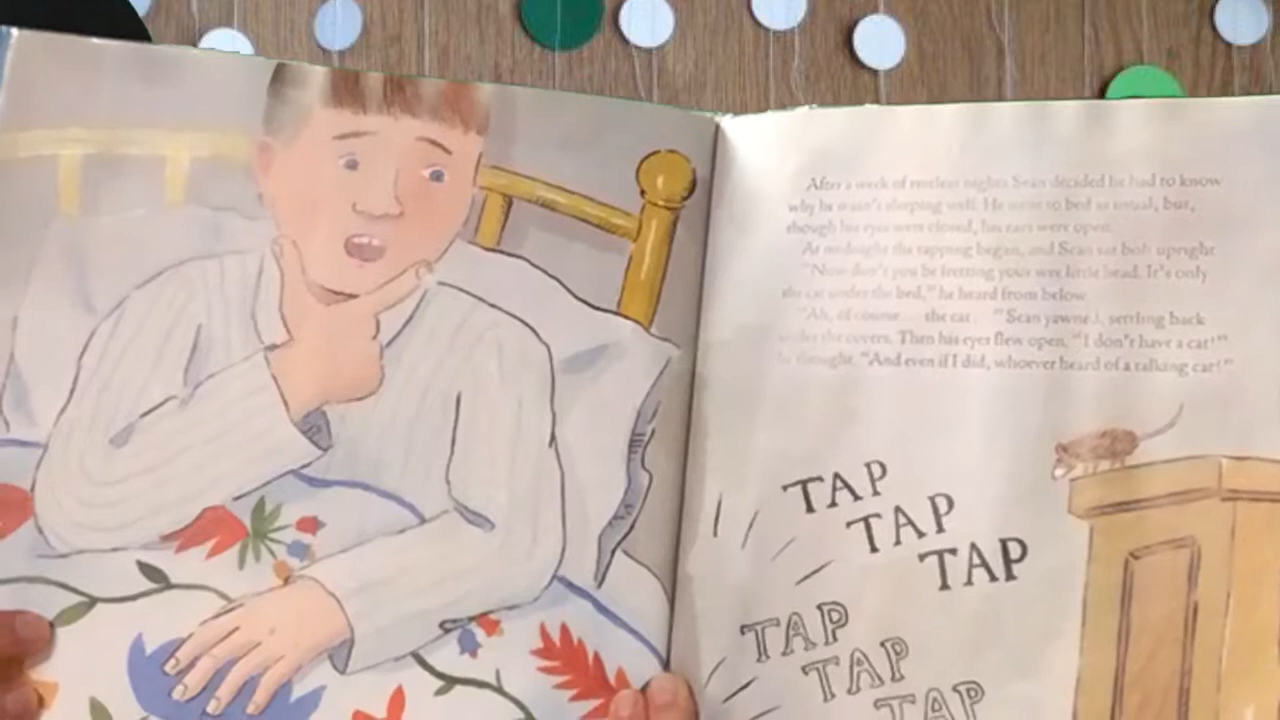 After a week of restless nights Sean decided he had to know
why he wasn't sleeping well. He went to bed as usual, but,
though his eyes were closed, his ears were open.
At midnight the tapping began, and Sean sat bolt upright.
"Now don't you be fretting your wee little head. It's only
the cat under the bed," he heard from below.
"Ah, of course... the cat..." Sean yawned, settling back
under the covers. Then his eyes flew open. "I don't have a cat!"
he thought. "And even if I did, whoever heard of a talking cat!"
TAP
TAP
TAP
TAP
TAP
TAP